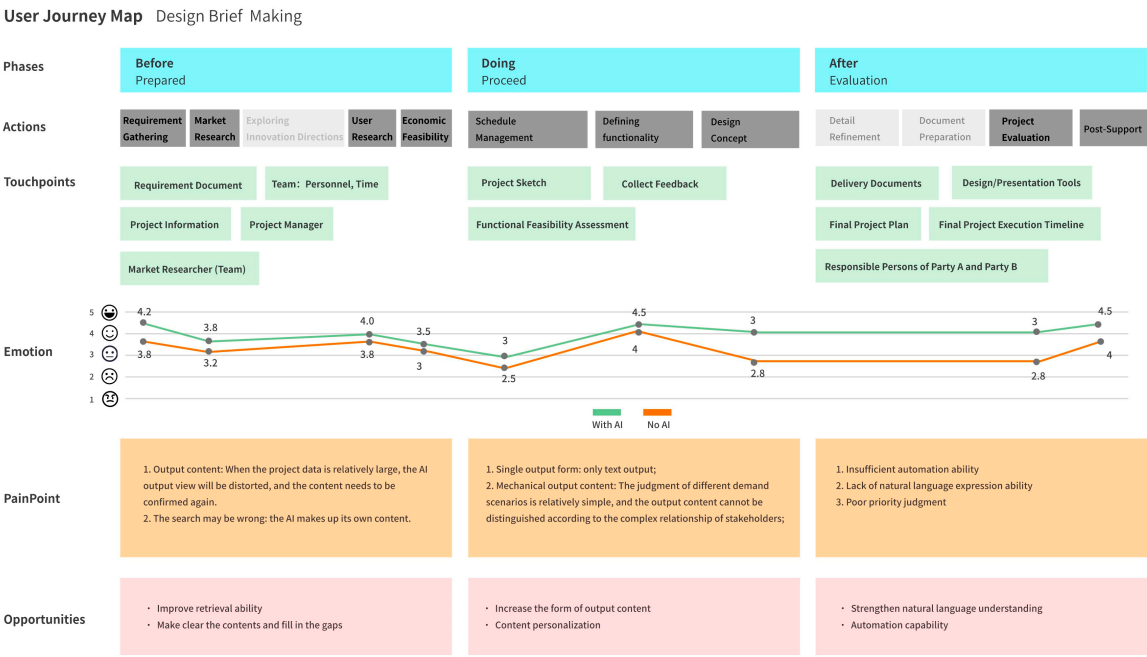 User Journey Map Design Brief Making
Phases
Before
Prepared
Doing
Proceed
After
Evaluation
Actions
Requirement
Gathering
Market
Research
Exploring
Innovation Directions
User
Research
Economic
Feasibility
Schedule
Management
Defining
functionality
Design
Concept
Detail
Refinement
Document
Preparation
Project
Evaluation
Post-Support
Touchpoints
Requirement Document
Team：Personnel, Time
Project Information
Project Manager
Market Researcher (Team)
Project Sketch
Collect Feedback
Functional Feasibility Assessment
Delivery Documents
Design/Presentation Tools
Final Project Plan
Final Project Execution Timeline
Responsible Persons of Party A and Party B
Emotion
5
4
3
2
1
4.2
3.8
4.0
3.5
3
4.5
3
3
4.5
3.8
3.2
3.8
3
2.5
4
2.8
2.8
4
With AI
No AI
PainPoint
1. Output content: When the project data is relatively large, the AI
output view will be distorted, and the content needs to be
confirmed again.
2. The search may be wrong: the AI makes up its own content.
1. Single output form: only text output;
2. Mechanical output content: The judgment of different demand
scenarios is relatively simple, and the output content cannot be
distinguished according to the complex relationship of stakeholders;
1. Insufficient automation ability
2. Lack of natural language expression ability
3. Poor priority judgment
Opportunities
· Improve retrieval ability
· Make clear the contents and fill in the gaps
· Increase the form of output content
· Content personalization
· Strengthen natural language understanding
· Automation capability